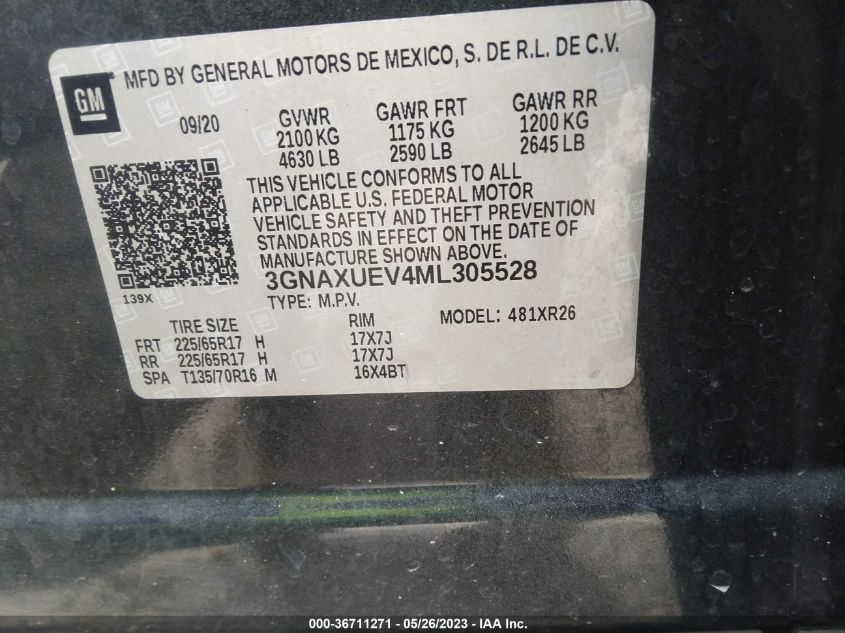 MFD BY GENERAL MOTORS DE MEXICO, S. DE R.L. DE C.V.
GM
09/20
GVWR GAWR FRT GAWR RR
2100 KG 1175 KG 1200 KG
4630 LB 2590 LB 2645 LB
THIS VEHICLE CONFORMS TO ALL
APPLICABLE U.S. FEDERAL MOTOR
VEHICLE SAFETY AND THEFT PREVENTION
STANDARDS IN EFFECT ON THE DATE OF
MANUFACTURE SHOWN ABOVE.
139X
3GNAXUEV4ML305528
TYPE: M.P.V. MODEL: 481XR26
TIRE SIZE RIM
FRT 225/65R17 H 17X7J
RR 225/65R17 H 17X7J
SPA T135/70R16 M 16X4BT
000-36711271 - 05/26/2023 - IAA Inc.